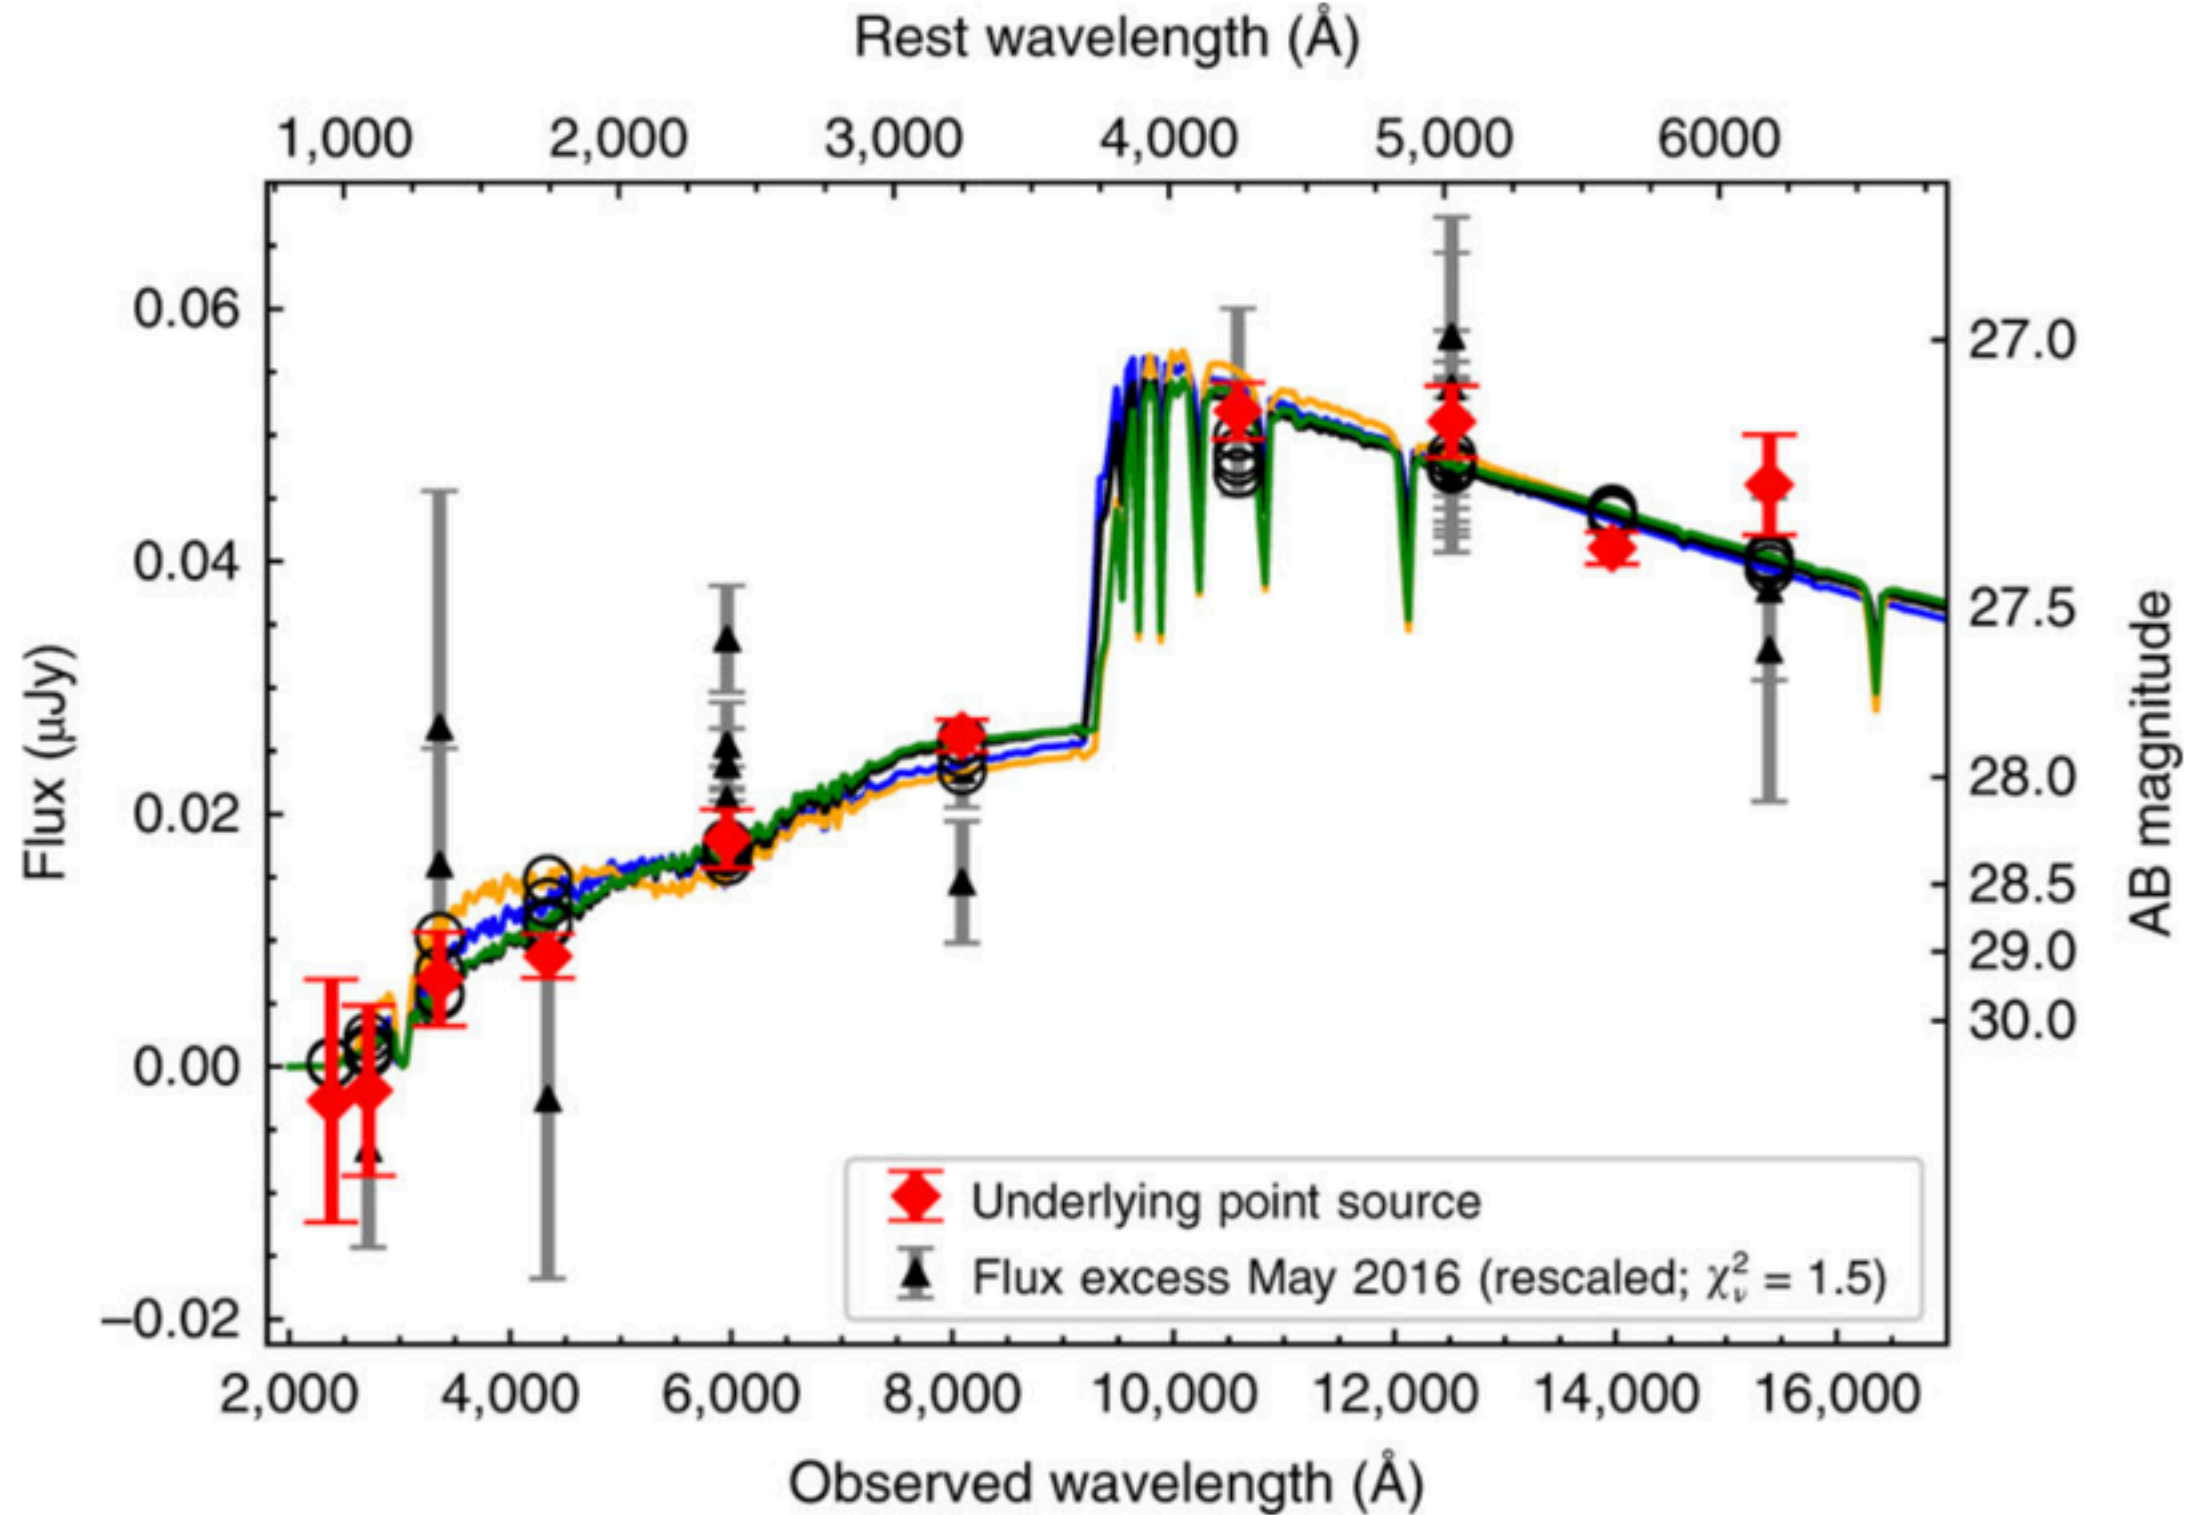 Rest wavelength (Å)
1,000 2,000 3,000 4,000 5,000 6000
0.06
0.04
0.02
0.00
−0.02
Flux (μJy)
27.0
27.5
28.0
28.5
29.0
30.0
AB magnitude
Underlying point source
Flux excess May 2016 (rescaled; χ²ᵥ = 1.5)
2,000 4,000 6,000 8,000 10,000 12,000 14,000 16,000
Observed wavelength (Å)